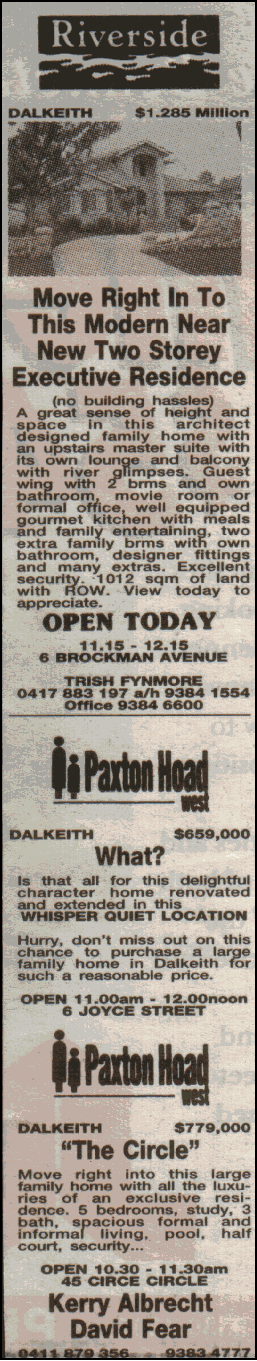 Riverside
DALKEITH $1.285 Million
Move Right In To
This Modern Near
New Two Storey
Executive Residence
(no building hassles)
A great sense of height and
space in this architect
designed family home with
an upstairs master suite with
its own lounge and balcony
with river glimpses. Guest
wing with 2 brms and own
bathroom, movie room or
formal office, well equipped
gourmet kitchen with meals
and family entertaining, two
extra family brms with own
bathroom, designer fittings
and many extras. Excellent
security. 1012 sqm of land
with ROW. View today to
appreciate.
OPEN TODAY
11.15 - 12.15
6 BROCKMAN AVENUE
TRISH FYNMORE
0417 883 197 a/h 9384 1554
Office 9384 6600
Paxton Hoad
west
DALKEITH $659,000
What?
Is that all for this delightful
character home renovated
and extended in this
WHISPER QUIET LOCATION
Hurry, don't miss out on this
chance to purchase a large
family home in Dalkeith for
such a reasonable price.
OPEN 11.00am - 12.00noon
6 JOYCE STREET
Paxton Hoad
west
DALKEITH $779,000
"The Circle"
Move right into this large
family home with all the luxu-
ries of an exclusive resi-
dence. 5 bedrooms, study, 3
bath, spacious formal and
informal living, pool, half
court, security...
OPEN 10.30 - 11.30am
45 CIRCE CIRCLE
Kerry Albrecht
David Fear
0411 879 356 9383 4777